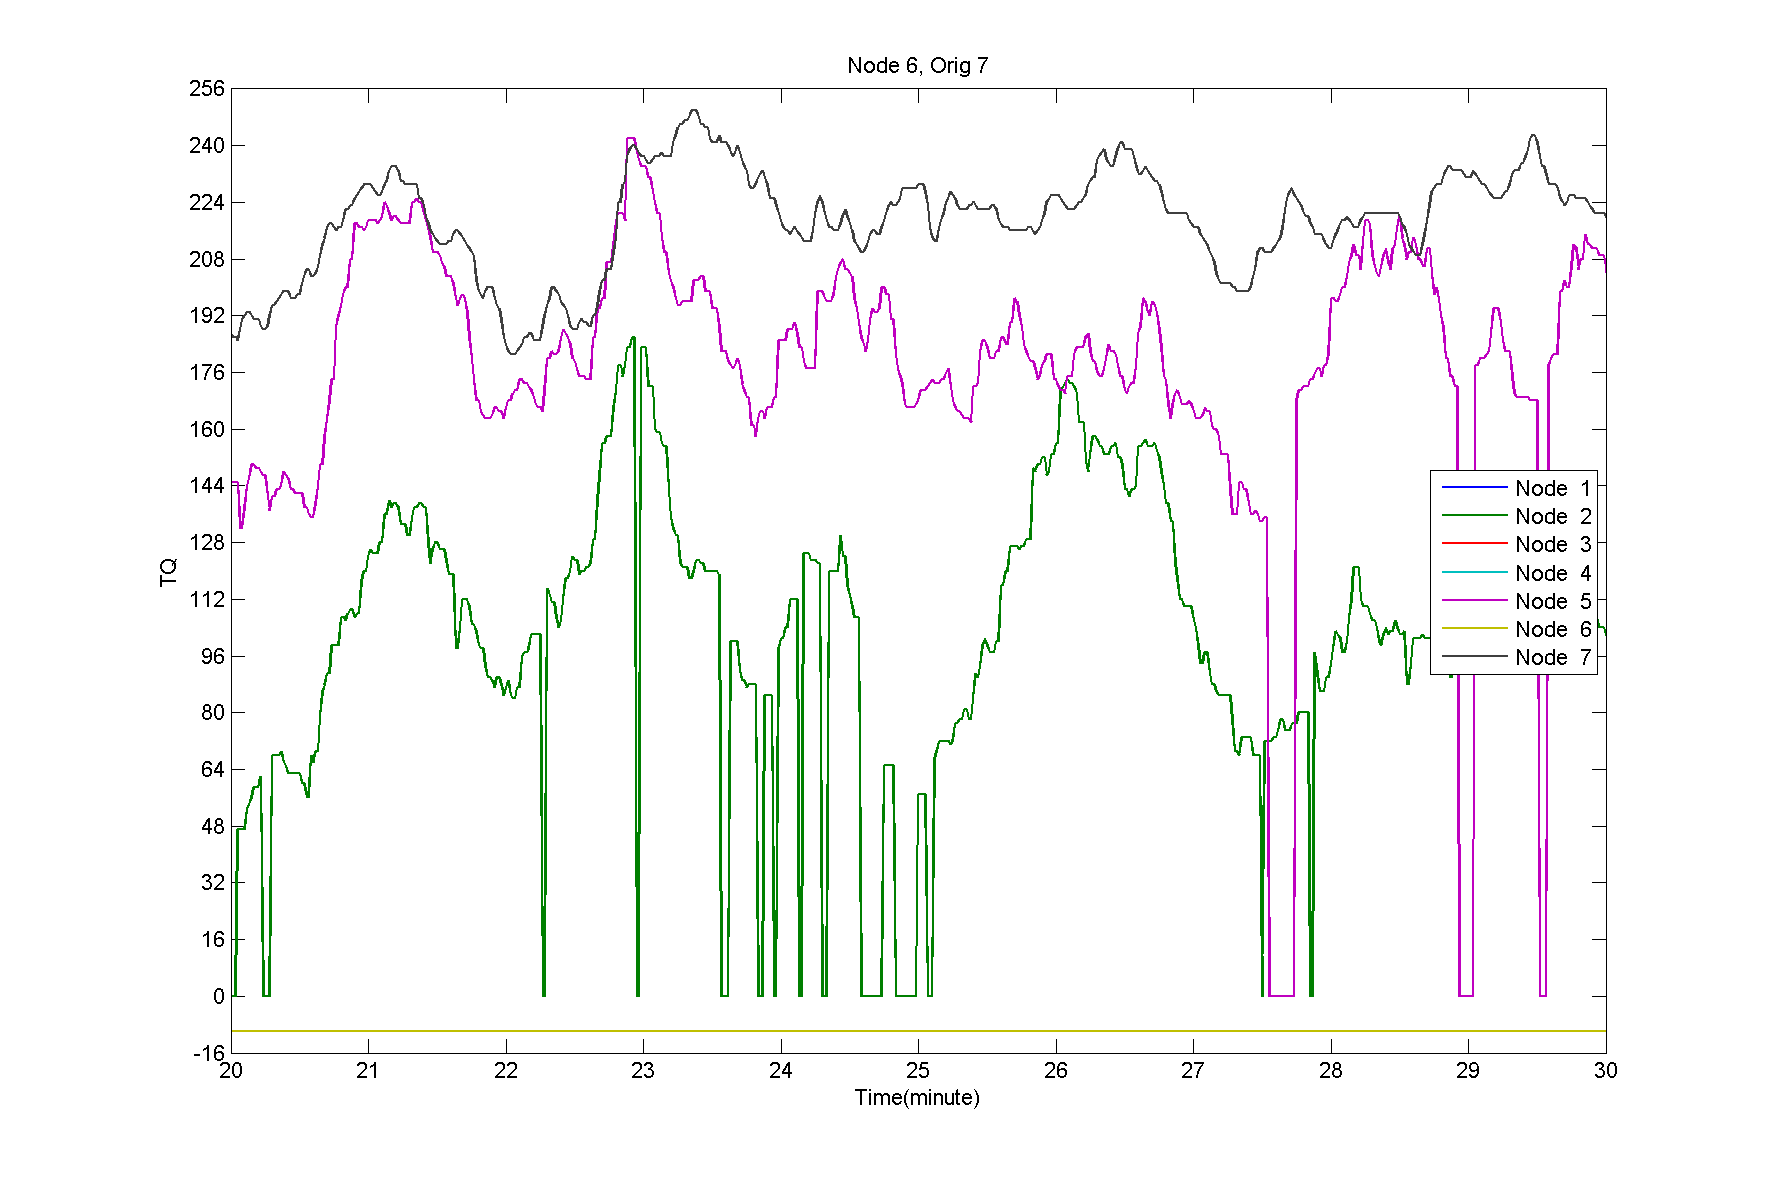 Node 6, Orig 7
256
240
224
208
192
176
160
144
128
112
96
80
64
48
32
16
0
-16
TQ
Node 1
Node 2
Node 3
Node 4
Node 5
Node 6
Node 7
20 21 22 23 24 25 26 27 28 29 30
Time(minute)